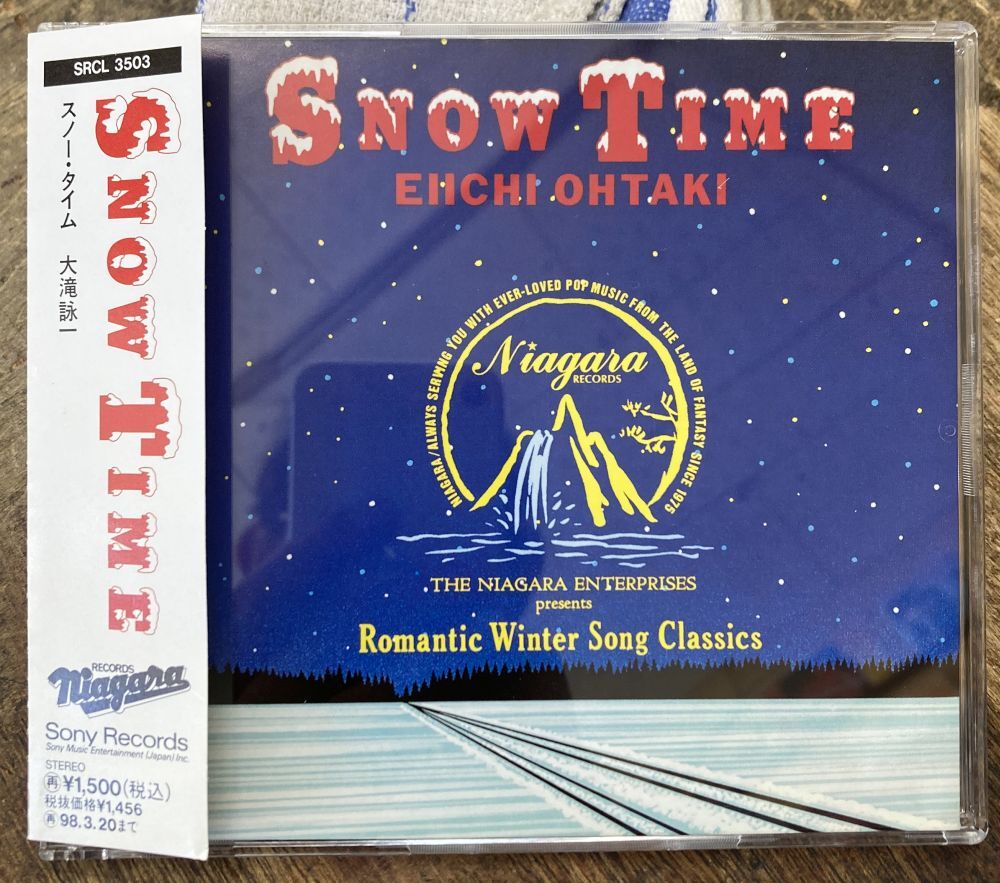 SRCL 3503
SNOW TIME
スノー・タイム 大滝詠一
RECORDS
Niagara
Sony Records
Sony Music Entertainment (Japan) Inc.
STEREO
再¥1,500(税込)
税抜価格¥1,456
再98.3.20まで
SNOW TIME
EIICHI OHTAKI
NIAGARA/ALWAYS SERVING YOU WITH EVER-LOVED POP MUSIC FROM THE LAND OF FANTASY SINCE 1975
Niagara
RECORDS
THE NIAGARA ENTERPRISES
presents
Romantic Winter Song Classics